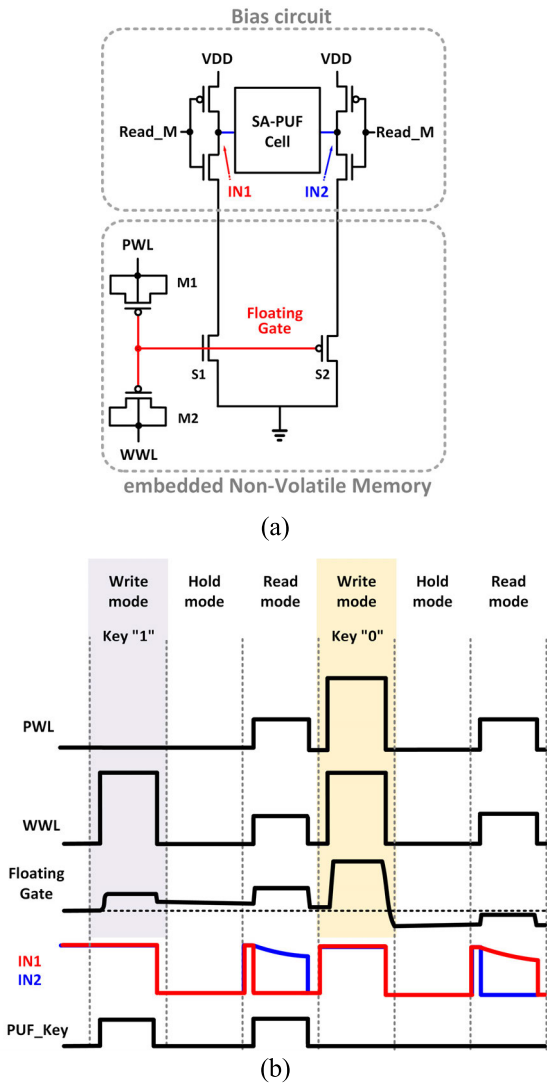 Bias circuit
VDD VDD
Read_M SA-PUF Cell Read_M
IN1 IN2
PWL
M1
Floating Gate
S1 S2
M2
WWL
embedded Non-Volatile Memory
(a)
Write mode Hold mode Read mode Write mode Hold mode Read mode
Key "1" Key "0"
PWL
WWL
Floating Gate
IN1
IN2
PUF_Key
(b)